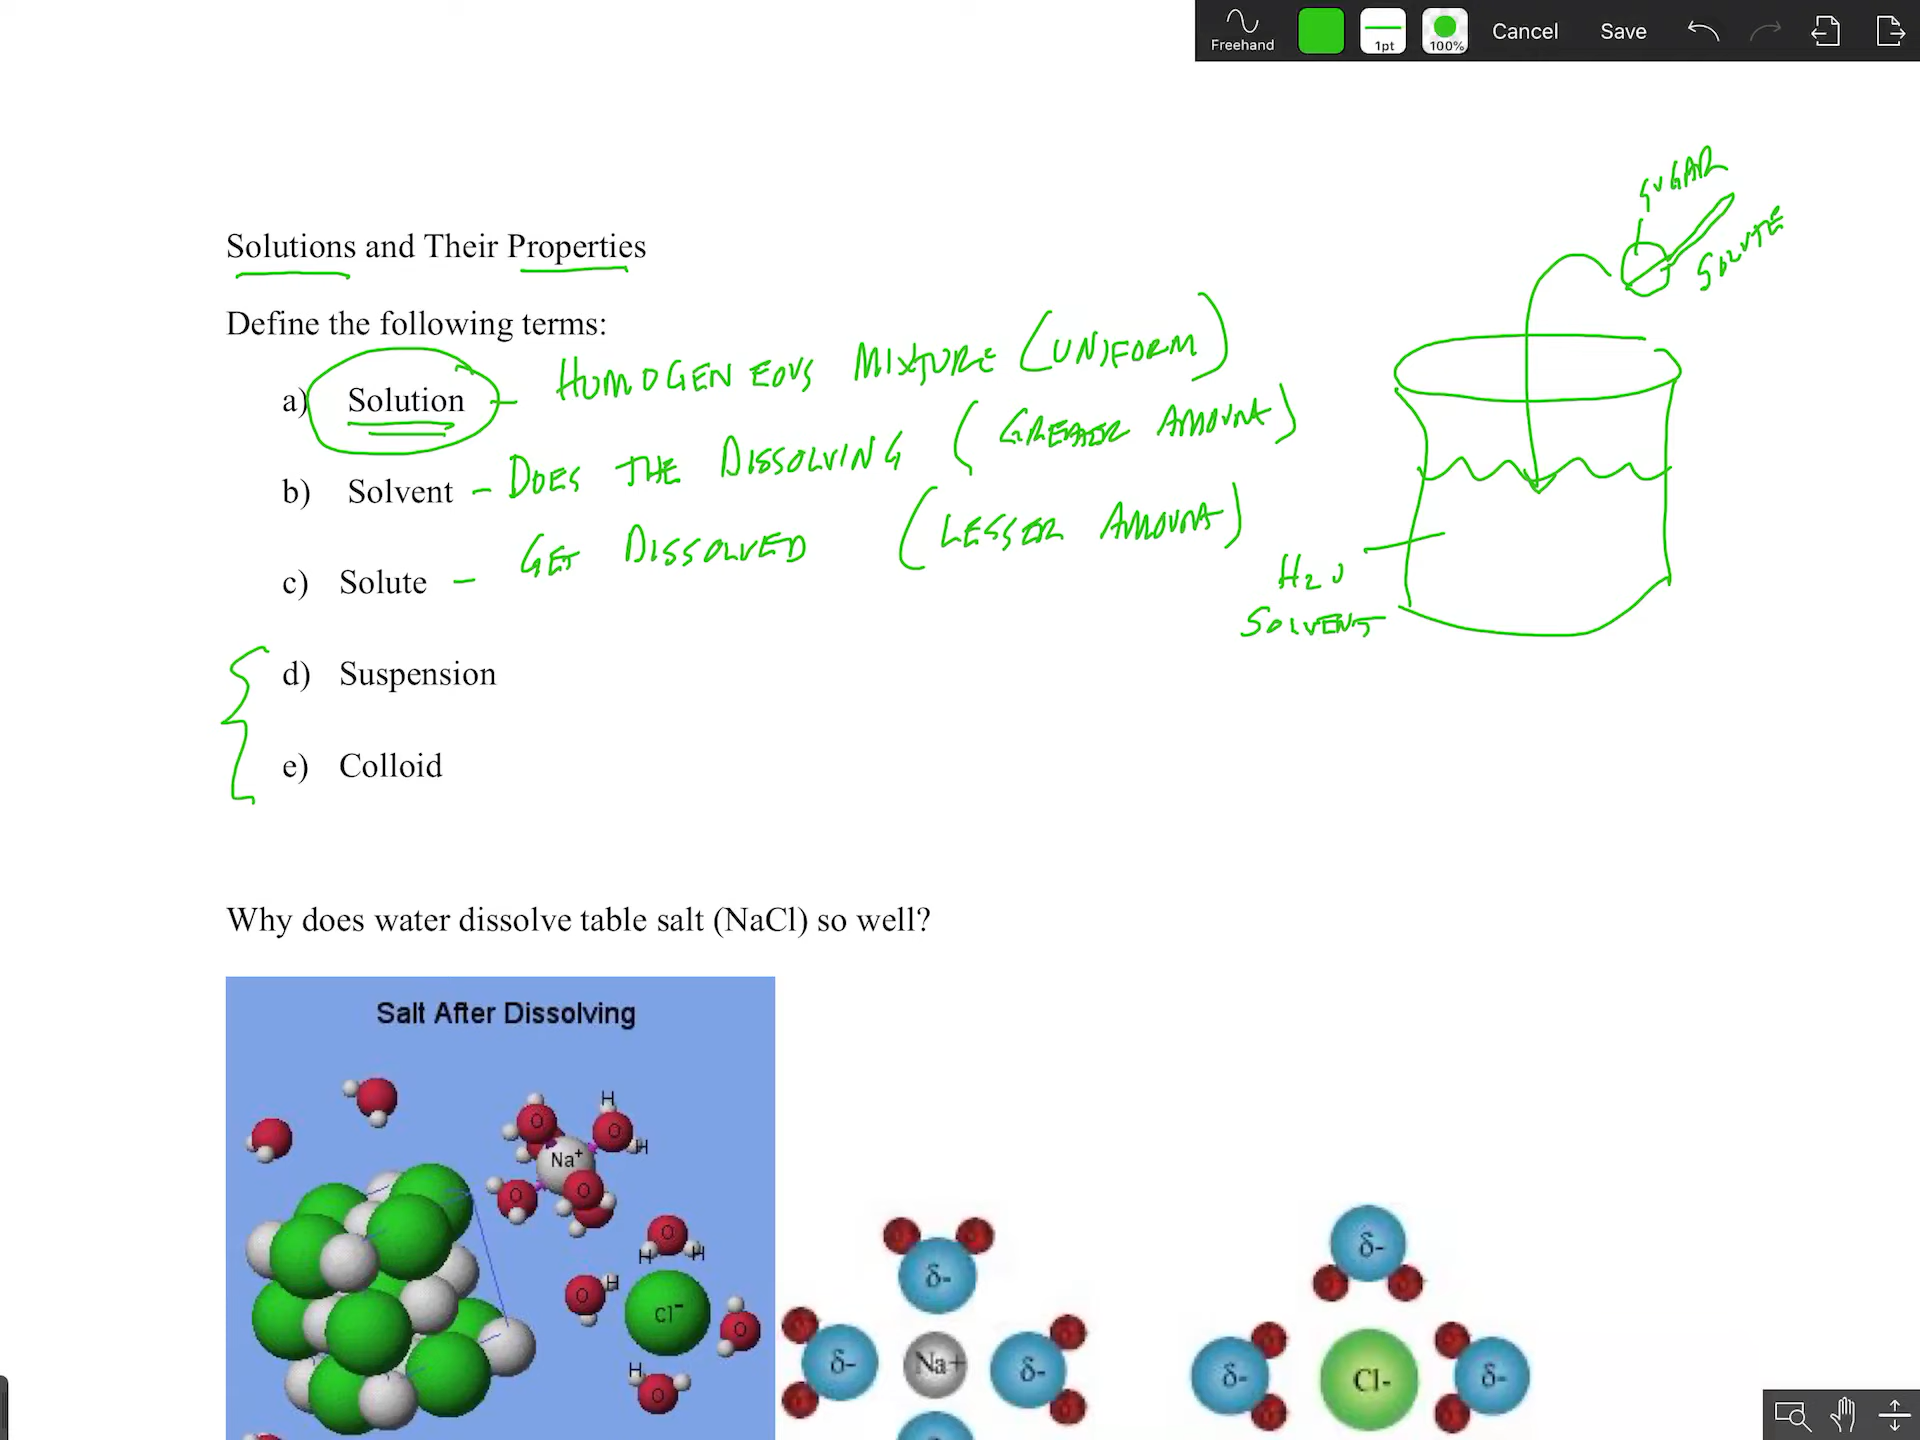 Freehand
1pt
100%
Cancel
Save
SUGAR
SOLUTE
Solutions and Their Properties
Define the following terms:
a) Solution - HOMOGENEOUS MIXTURE (UNIFORM)
b) Solvent - DOES THE DISSOLVING (GREATER AMOUNT)
c) Solute - GET DISSOLVED (LESSER AMOUNT)
H2O
SOLVENT
d) Suspension
e) Colloid
Why does water dissolve table salt (NaCl) so well?
Salt After Dissolving
H
O
O
H
Na+
O
O
O
H
H
O
H
Cl-
O
H
O
δ-
δ-
Na+
δ-
δ-
δ-
Cl-
δ-